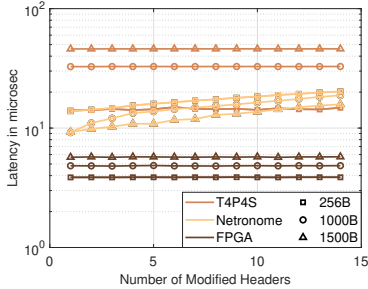 10²
10¹
10⁰
Latency in microsec
T4P4S
Netronome
FPGA
256B
1000B
1500B
0 5 10 15
Number of Modified Headers